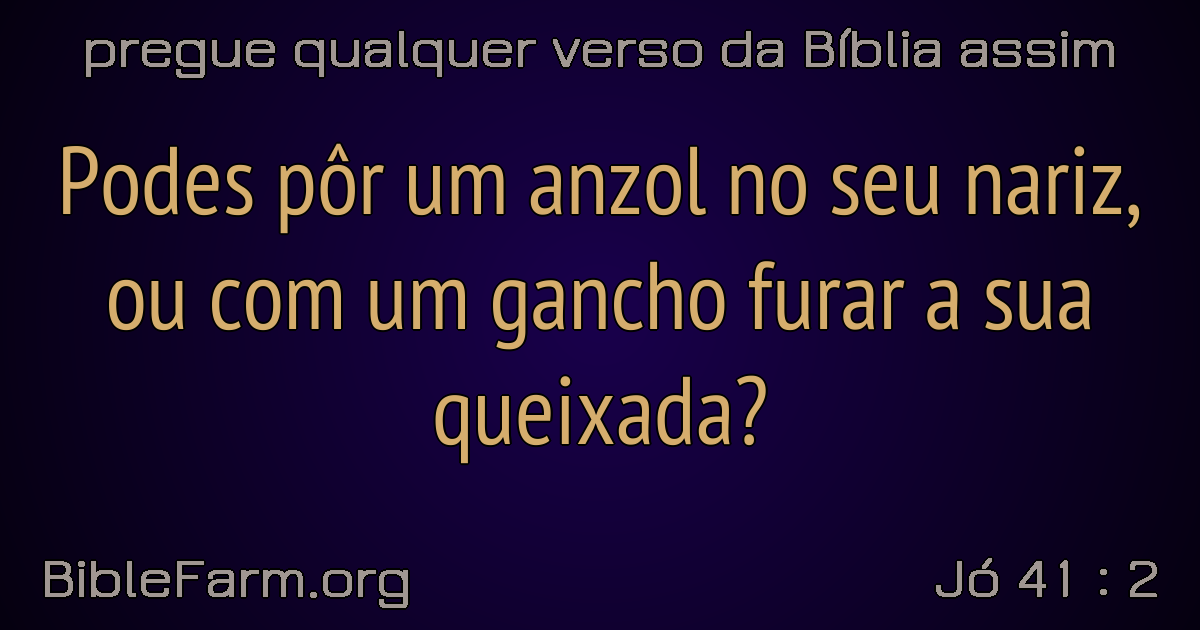 pregue qualquer verso da Bíblia assim
Podes pôr um anzol no seu nariz,
ou com um gancho furar a sua
queixada?
BibleFarm.org
Jó 41 : 2